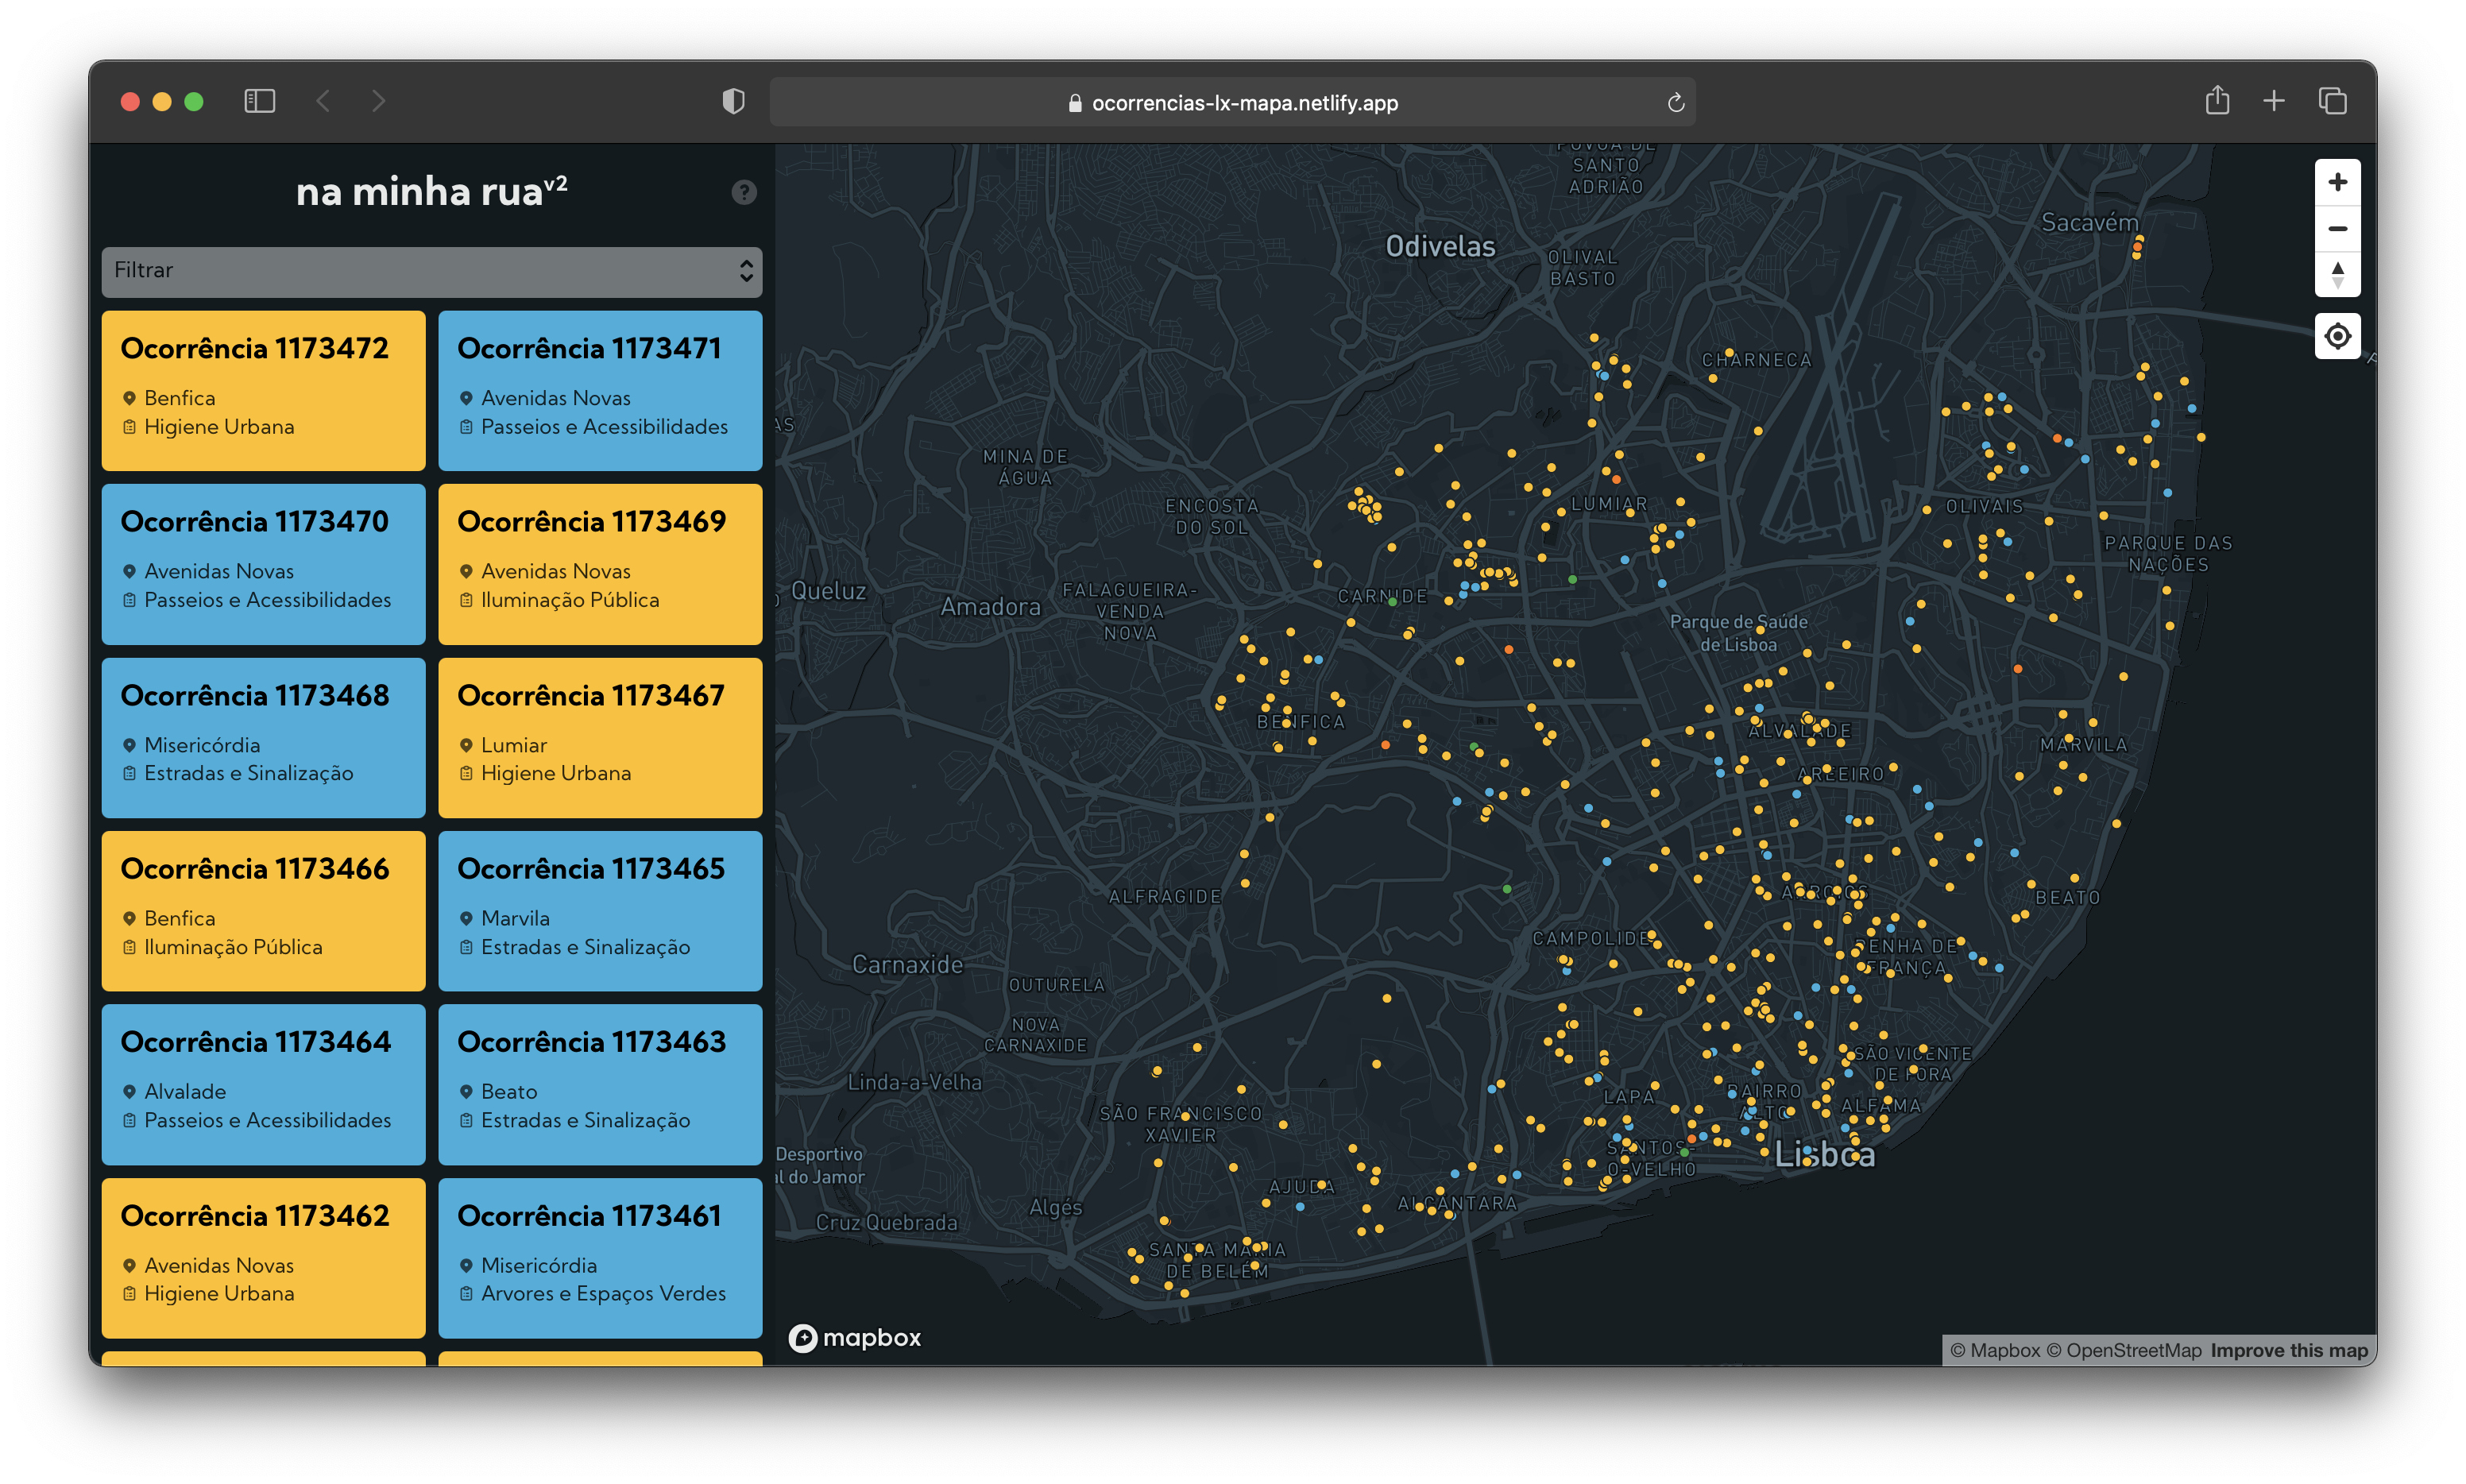 ocorrencias-lx-mapa.netlify.app
na minha rua v2
?
Filtrar
Ocorrência 1173472
Benfica
Higiene Urbana
Ocorrência 1173471
Avenidas Novas
Passeios e Acessibilidades
Ocorrência 1173470
Avenidas Novas
Passeios e Acessibilidades
Ocorrência 1173469
Avenidas Novas
Iluminação Pública
Ocorrência 1173468
Misericórdia
Estradas e Sinalização
Ocorrência 1173467
Lumiar
Higiene Urbana
Ocorrência 1173466
Benfica
Iluminação Pública
Ocorrência 1173465
Marvila
Estradas e Sinalização
Ocorrência 1173464
Alvalade
Passeios e Acessibilidades
Ocorrência 1173463
Beato
Estradas e Sinalização
Ocorrência 1173462
Avenidas Novas
Higiene Urbana
Ocorrência 1173461
Misericórdia
Arvores e Espaços Verdes
PÓVOA DE
SANTO
ADRIÃO
Sacavém
Odivelas
OLIVAL
BASTO
CHARNECA
MINA DE
ÁGUA
ENCOSTA
DO SOL
LUMIAR
OLIVAIS
PARQUE DAS
NAÇÕES
Queluz
Amadora
FALAGUEIRA-
VENDA
NOVA
CARNIDE
Parque de Saúde
de Lisboa
BENFICA
ALVALADE
MARVILA
AREEIRO
ALFRAGIDE
ARROIOS
BEATO
CAMPOLIDE
PENHA DE
FRANÇA
Carnaxide
OUTURELA
NOVA
CARNAXIDE
SÃO VICENTE
DE FORA
Linda-a-Velha
LAPA
BAIRRO
ALTO
ALFAMA
SÃO FRANCISCO
XAVIER
Desportivo
al do Jamor
SANTOS-
O-VELHO
Lisboa
AJUDA
ALCÂNTARA
Algés
Cruz Quebrada
SANTA MARIA
DE BELÉM
mapbox
© Mapbox © OpenStreetMap Improve this map